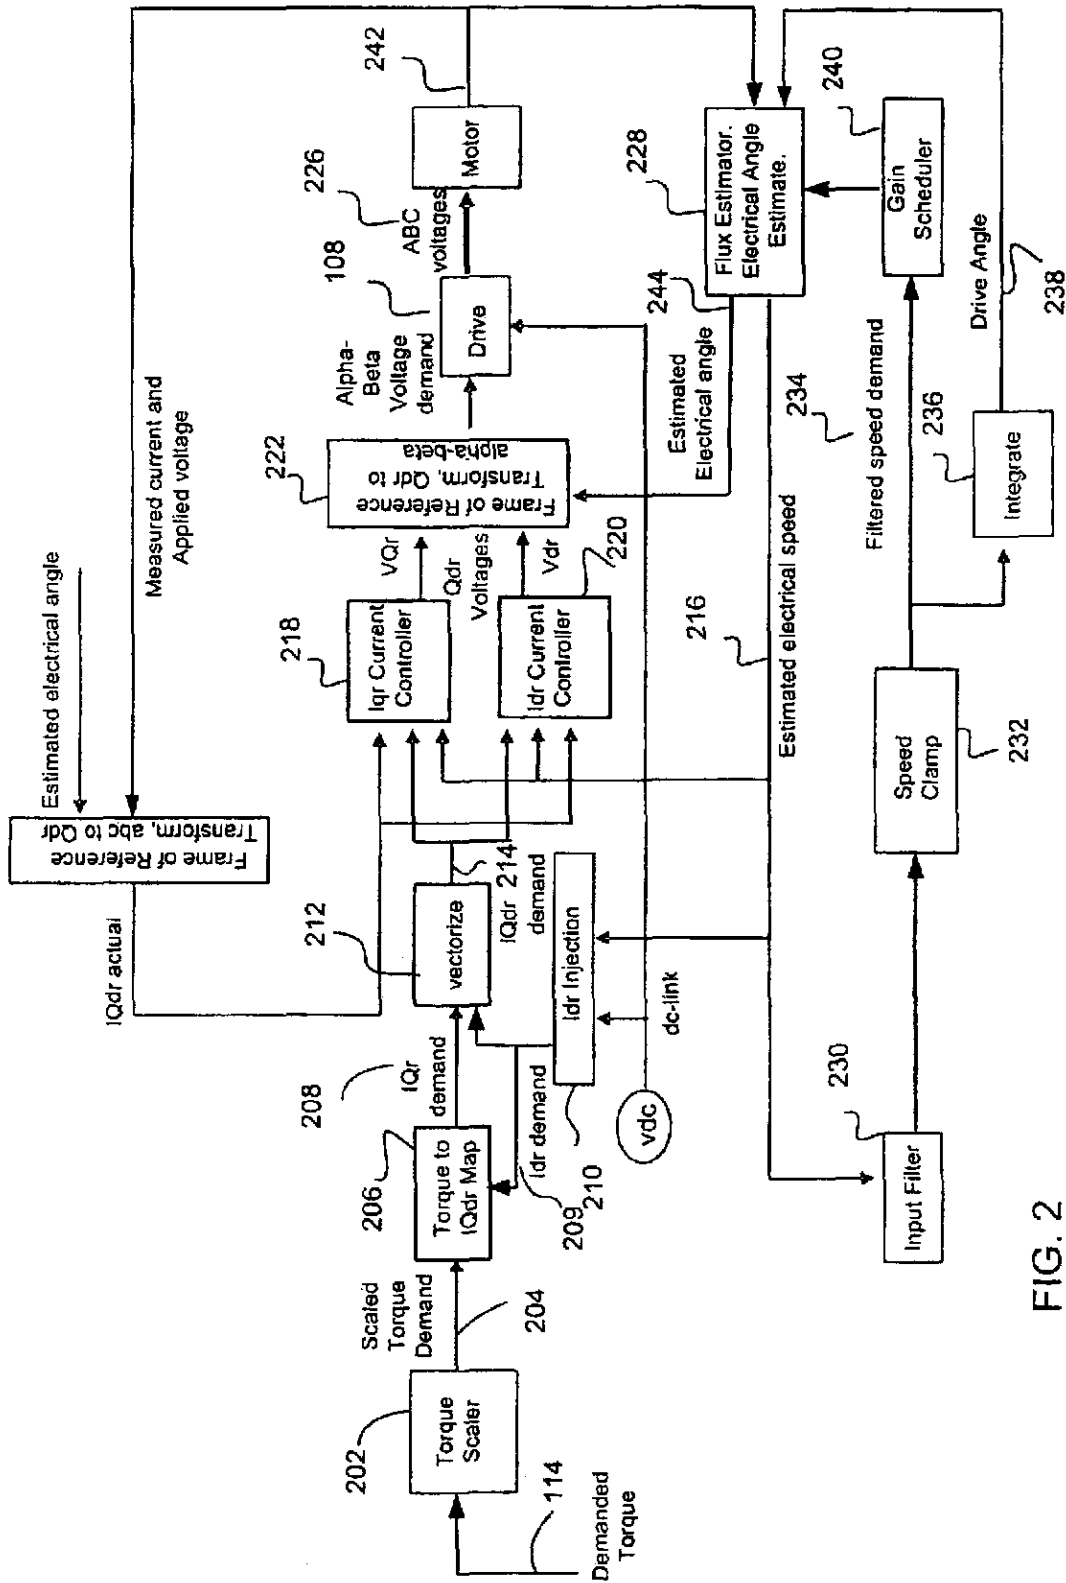 Estimated electrical angle
Frame of Reference
Transform, abc to Qdr
IQdr actual
Measured current and
Applied voltage
242
Motor
226
ABC
voltages
108
Drive
Alpha-
Beta
Voltage
demand
222
Frame of Reference
Transform, Qdr to
alpha-beta
VQr
Qdr
Voltages
Vdr
218
Iqr Current
Controller
220
Idr Current
Controller
212
vectorize
214
IQdr
demand
208
IQr
demand
206
Torque to
IQdr Map
Idr demand
209
210
Idr Injection
dc-link
vdc
Scaled
Torque
Demand
204
202
Torque
Scaler
114
Demanded
Torque
228
Flux Estimator.
Electrical Angle
Estimate.
244
Estimated
Electrical angle
216
Estimated electrical speed
240
Gain
Scheduler
234
Filtered speed demand
Drive Angle
238
236
Integrate
Speed
Clamp
232
230
Input Filter
FIG. 2